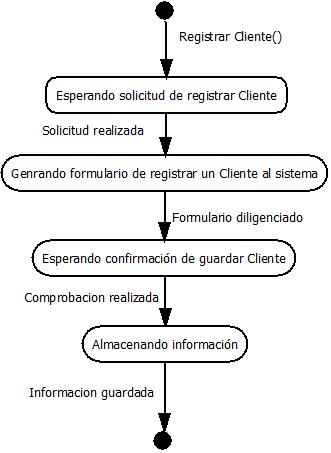 Registrar Cliente()
Esperando solicitud de registrar Cliente
Solicitud realizada
Genrando formulario de registrar un Cliente al sistema
Formulario diligenciado
Esperando confirmación de guardar Cliente
Comprobacion realizada
Almacenando información
Informacion guardada